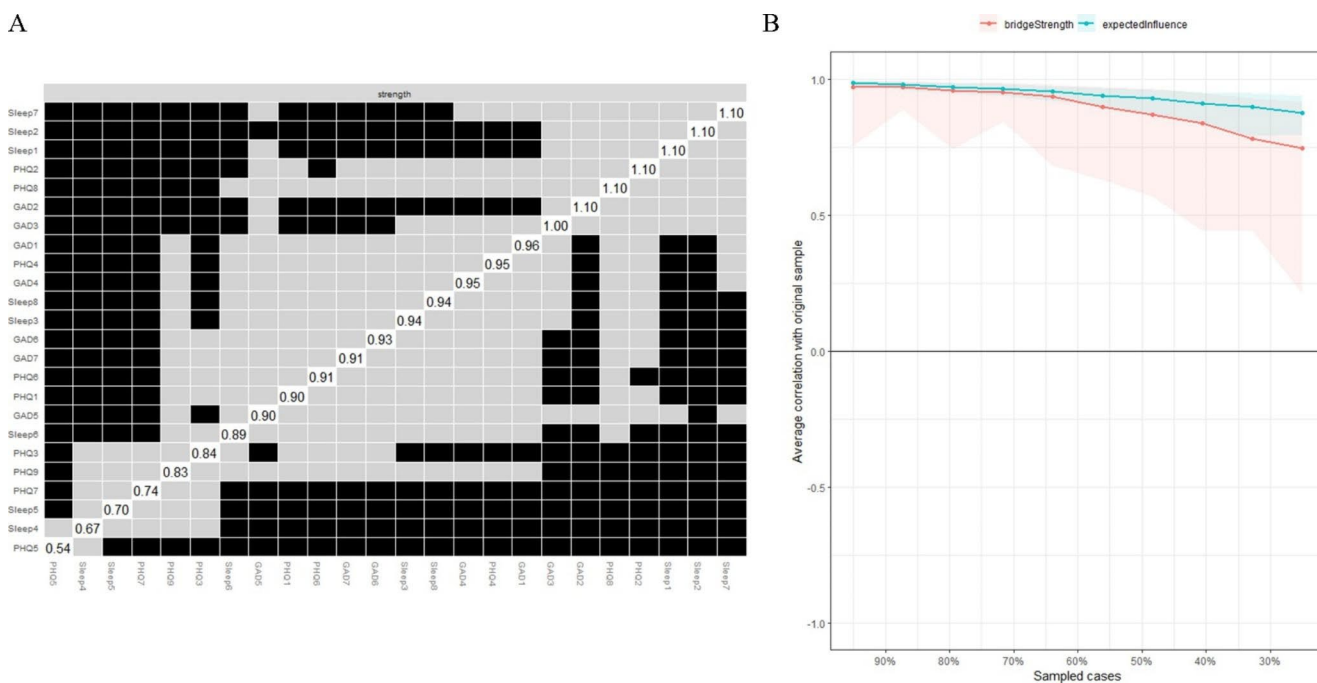 A
strength
Sleep7 1.10
Sleep2 1.10
Sleep1 1.10
PHQ2 1.10
PHQ8 1.10
GAD2 1.10
GAD3 1.00
GAD1 0.96
PHQ4 0.95
GAD4 0.95
Sleep8 0.94
Sleep3 0.94
GAD6 0.93
GAD7 0.91
PHQ6 0.91
PHQ1 0.90
GAD5 0.90
Sleep6 0.89
PHQ3 0.84
PHQ9 0.83
PHQ7 0.74
Sleep5 0.70
Sleep4 0.67
PHQ5 0.54
PHQ5 Sleep4 Sleep5 PHQ7 PHQ9 PHQ3 Sleep6 GAD5 PHQ1 PHQ6 GAD7 GAD6 Sleep3 Sleep8 GAD4 PHQ4 GAD1 GAD3 GAD2 PHQ8 PHQ2 Sleep1 Sleep2 Sleep7
B
bridgeStrength expectedInfluence
Average correlation with original sample
1.0
0.5
0.0
-0.5
-1.0
90% 80% 70% 60% 50% 40% 30%
Sampled cases